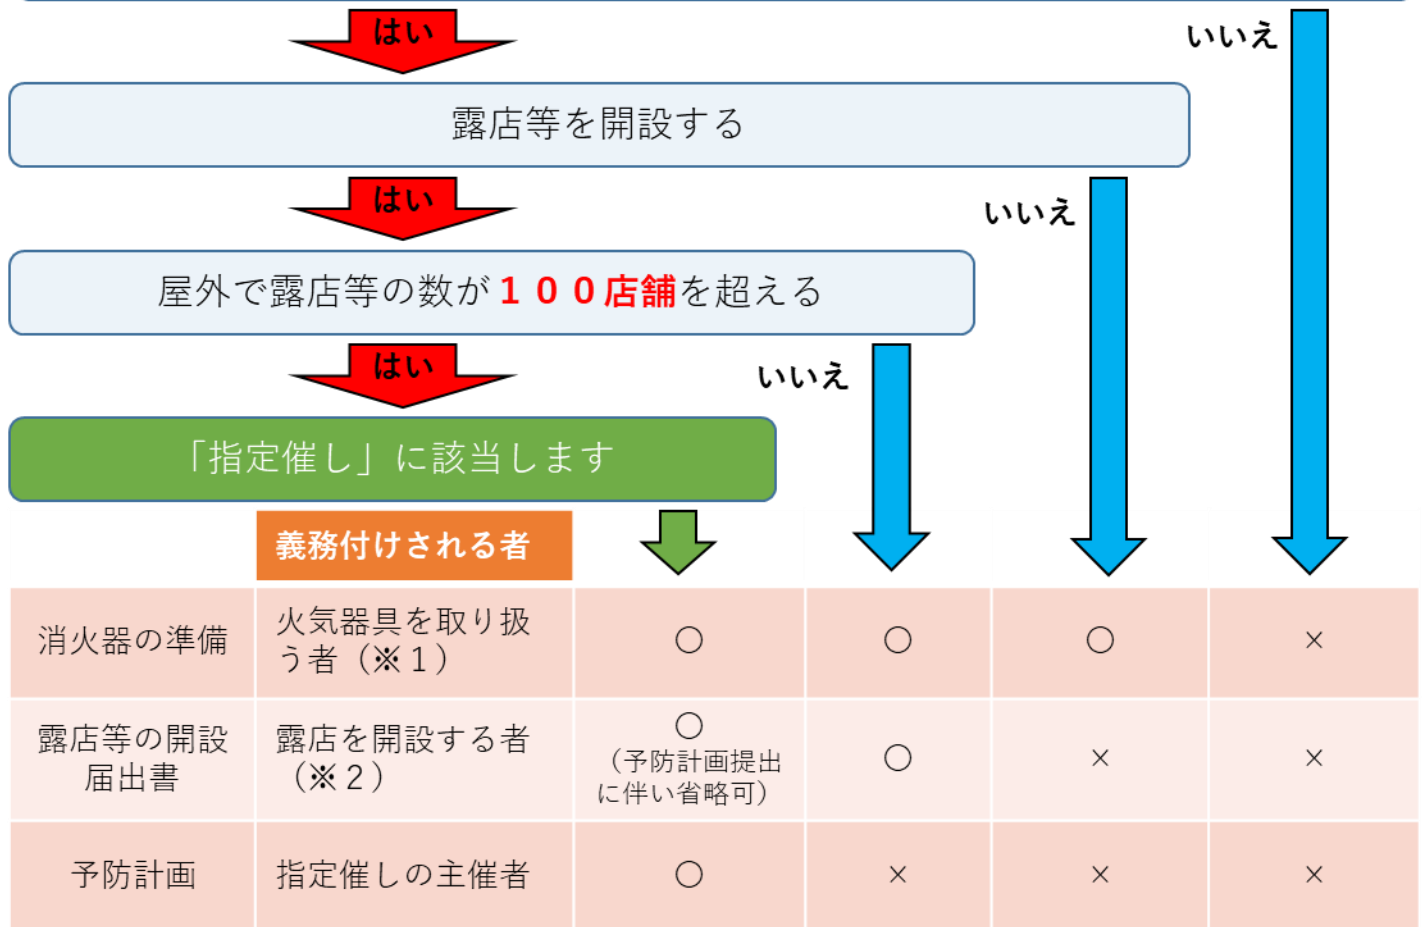 はい
いいえ
露店等を開設する
はい
いいえ
屋外で露店等の数が１００店舗を超える
はい
いいえ
「指定催し」に該当します
義務付けされる者
消火器の準備
火気器具を取り扱
う者（※１）
○
○
○
×
露店等の開設
届出書
露店を開設する者
（※２）
○
（予防計画提出
に伴い省略可）
○
×
×
予防計画
指定催しの主催者
○
×
×
×